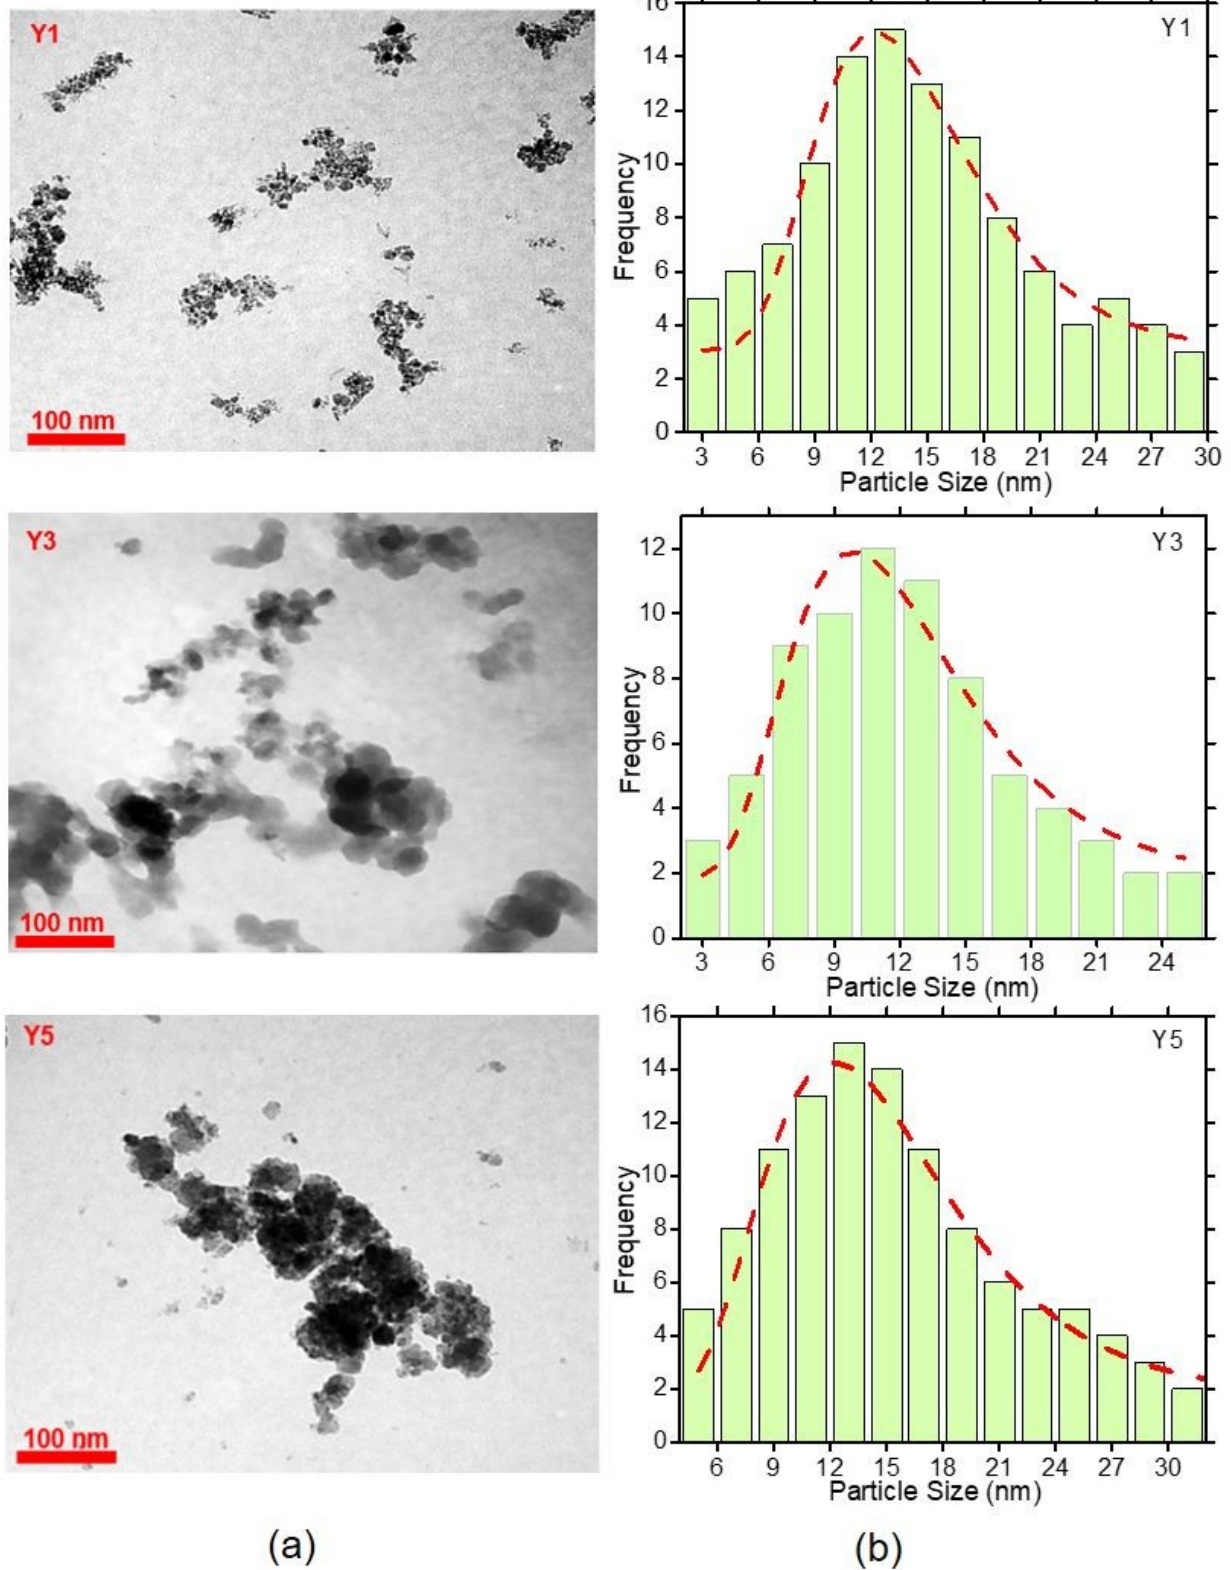 Y1
100 nm
16
14
12
10
8
6
4
2
0
Frequency
Y1
3 6 9 12 15 18 21 24 27 30
Particle Size (nm)
Y3
100 nm
12
10
8
6
4
2
0
Frequency
Y3
3 6 9 12 15 18 21 24
Particle Size (nm)
Y5
100 nm
16
14
12
10
8
6
4
2
0
Frequency
Y5
6 9 12 15 18 21 24 27 30
Particle Size (nm)
(a)
(b)